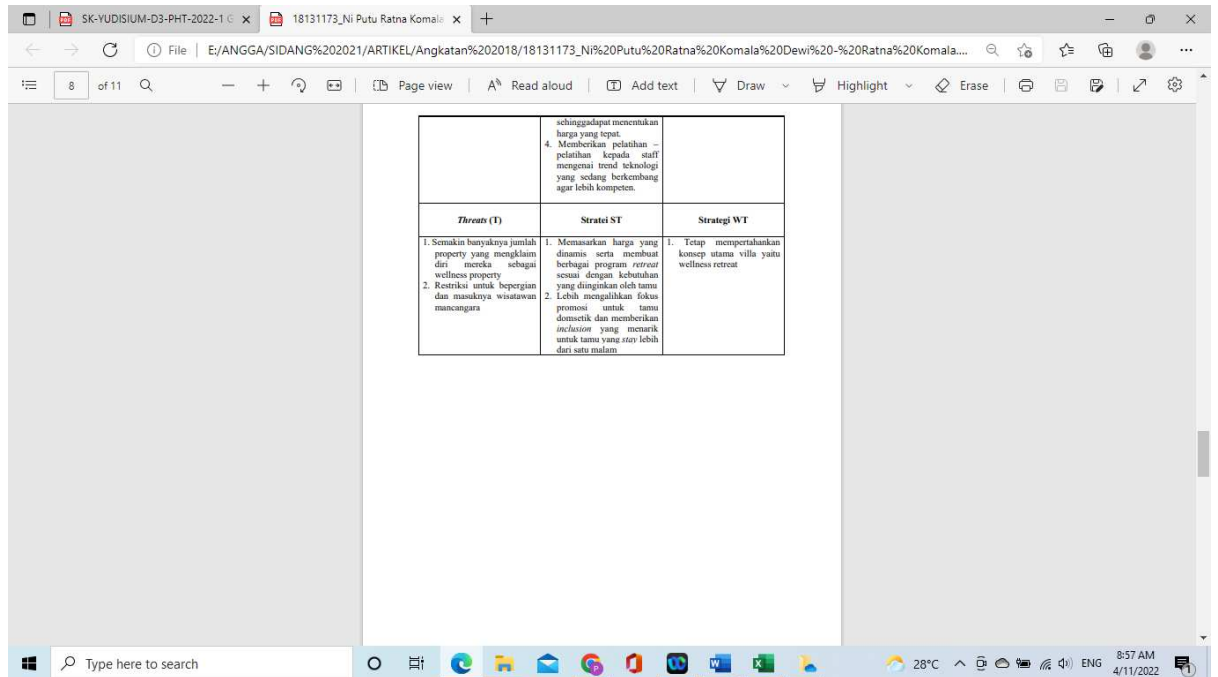 SK-YUDISIUM-D3-PHT-2022-1 G
18131173_Ni Putu Ratna Komala
File
E:/ANGGA/SIDANG%202021/ARTIKEL/Angkatan%202018/18131173_Ni%20Putu%20Ratna%20Komala%20Dewi%20-%20Ratna%20Komala....
8 of 11
Page view
Read aloud
Add text
Draw
Highlight
Erase
sehinggadapat menentukan
harga yang tepat.
4. Memberikan pelatihan –
pelatihan kepada staff
mengenai trend teknologi
yang sedang berkembang
agar lebih kompeten.
Threats (T)
Stratei ST
Strategi WT
1. Semakin banyaknya jumlah
property yang mengklaim
diri mereka sebagai
wellness property
2. Restriksi untuk bepergian
dan masuknya wisatawan
mancangara
1. Memasarkan harga yang
dinamis serta membuat
berbagai program retreat
sesuai dengan kebutuhan
yang diinginkan oleh tamu
2. Lebih mengalihkan fokus
promosi untuk tamu
domsetik dan memberikan
inclusion yang menarik
untuk tamu yang stay lebih
dari satu malam
1. Tetap mempertahankan
konsep utama villa yaitu
wellness retreat
Type here to search
28°C
ENG
8:57 AM
4/11/2022